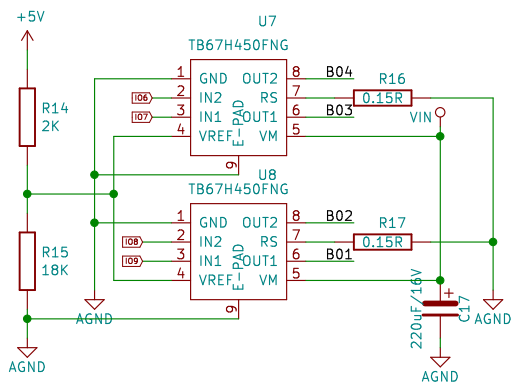 +5V
U7
TB67H450FNG
1 GND OUT2 8 B04
R14
2K
IO6 2 IN2 RS 7 R16
0.15R
IO7 3 IN1 OUT1 6 B03
4 VREF VM 5
E-PAD
9
VIN
U8
TB67H450FNG
1 GND OUT2 8 B02
R15
18K
IO8 2 IN2 RS 7 R17
0.15R
IO9 3 IN1 OUT1 6 B01
4 VREF VM 5
E-PAD
9
220uF/16V
+
C17
AGND
AGND
AGND
AGND